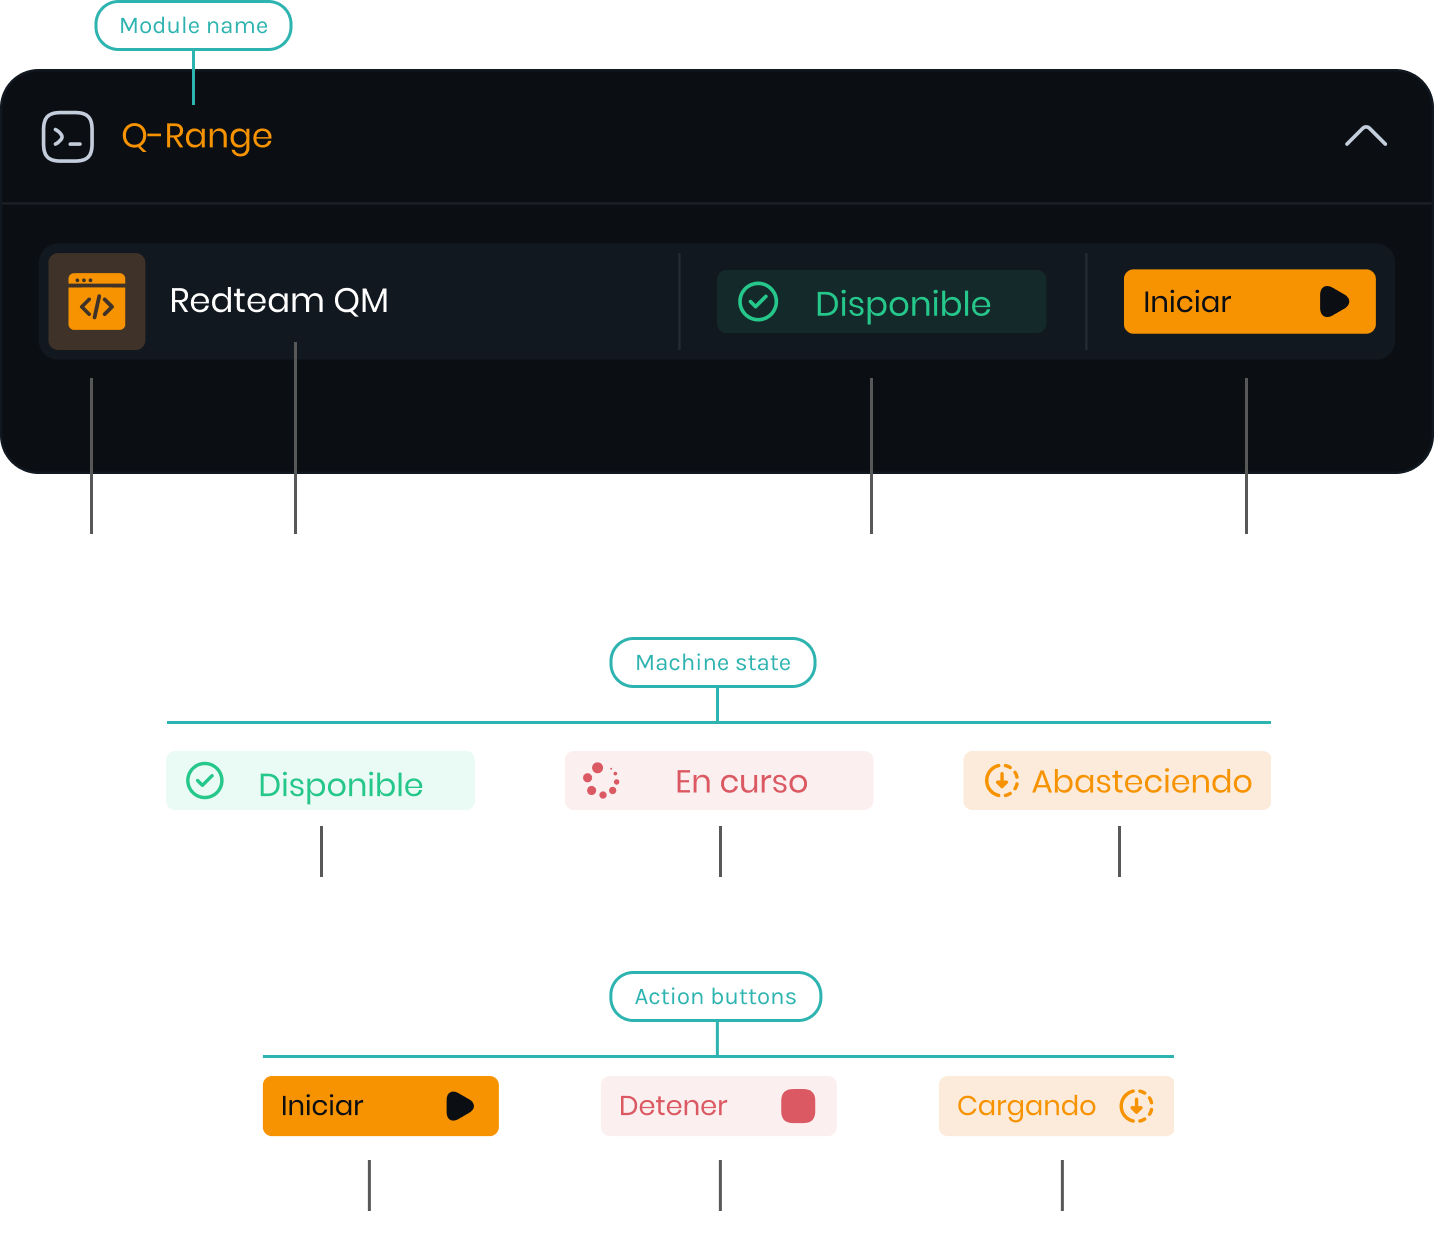 Module name
Q-Range
Redteam QM
Disponible
Iniciar
Machine state
Disponible
En curso
Abasteciendo
Action buttons
Iniciar
Detener
Cargando